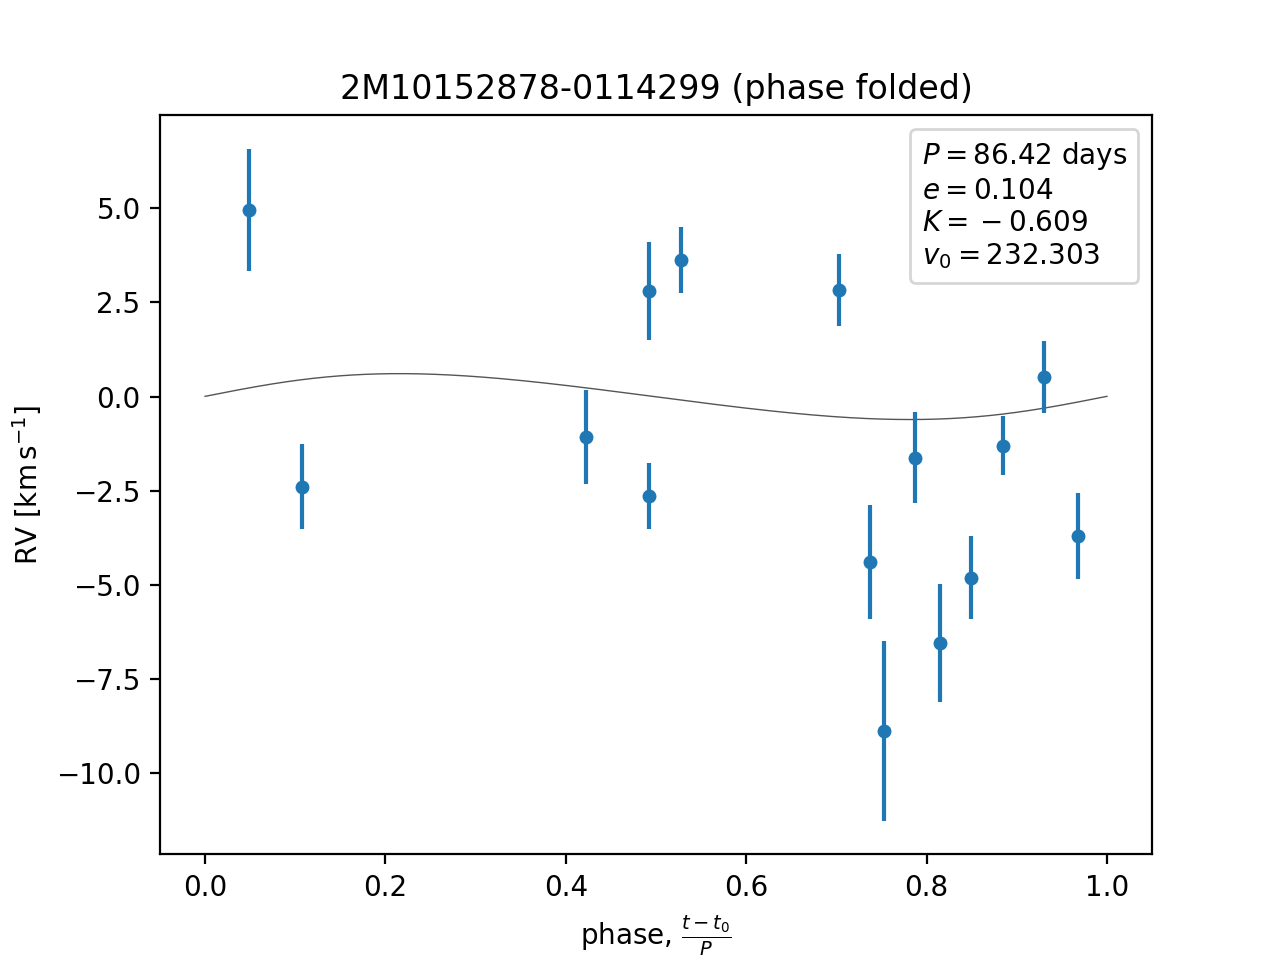 2M10152878-0114299 (phase folded)
P = 86.42 days
e = 0.104
K = −0.609
v₀ = 232.303
RV [km s⁻¹]
5.0
2.5
0.0
−2.5
−5.0
−7.5
−10.0
0.0 0.2 0.4 0.6 0.8 1.0
phase, (t − t₀)/P